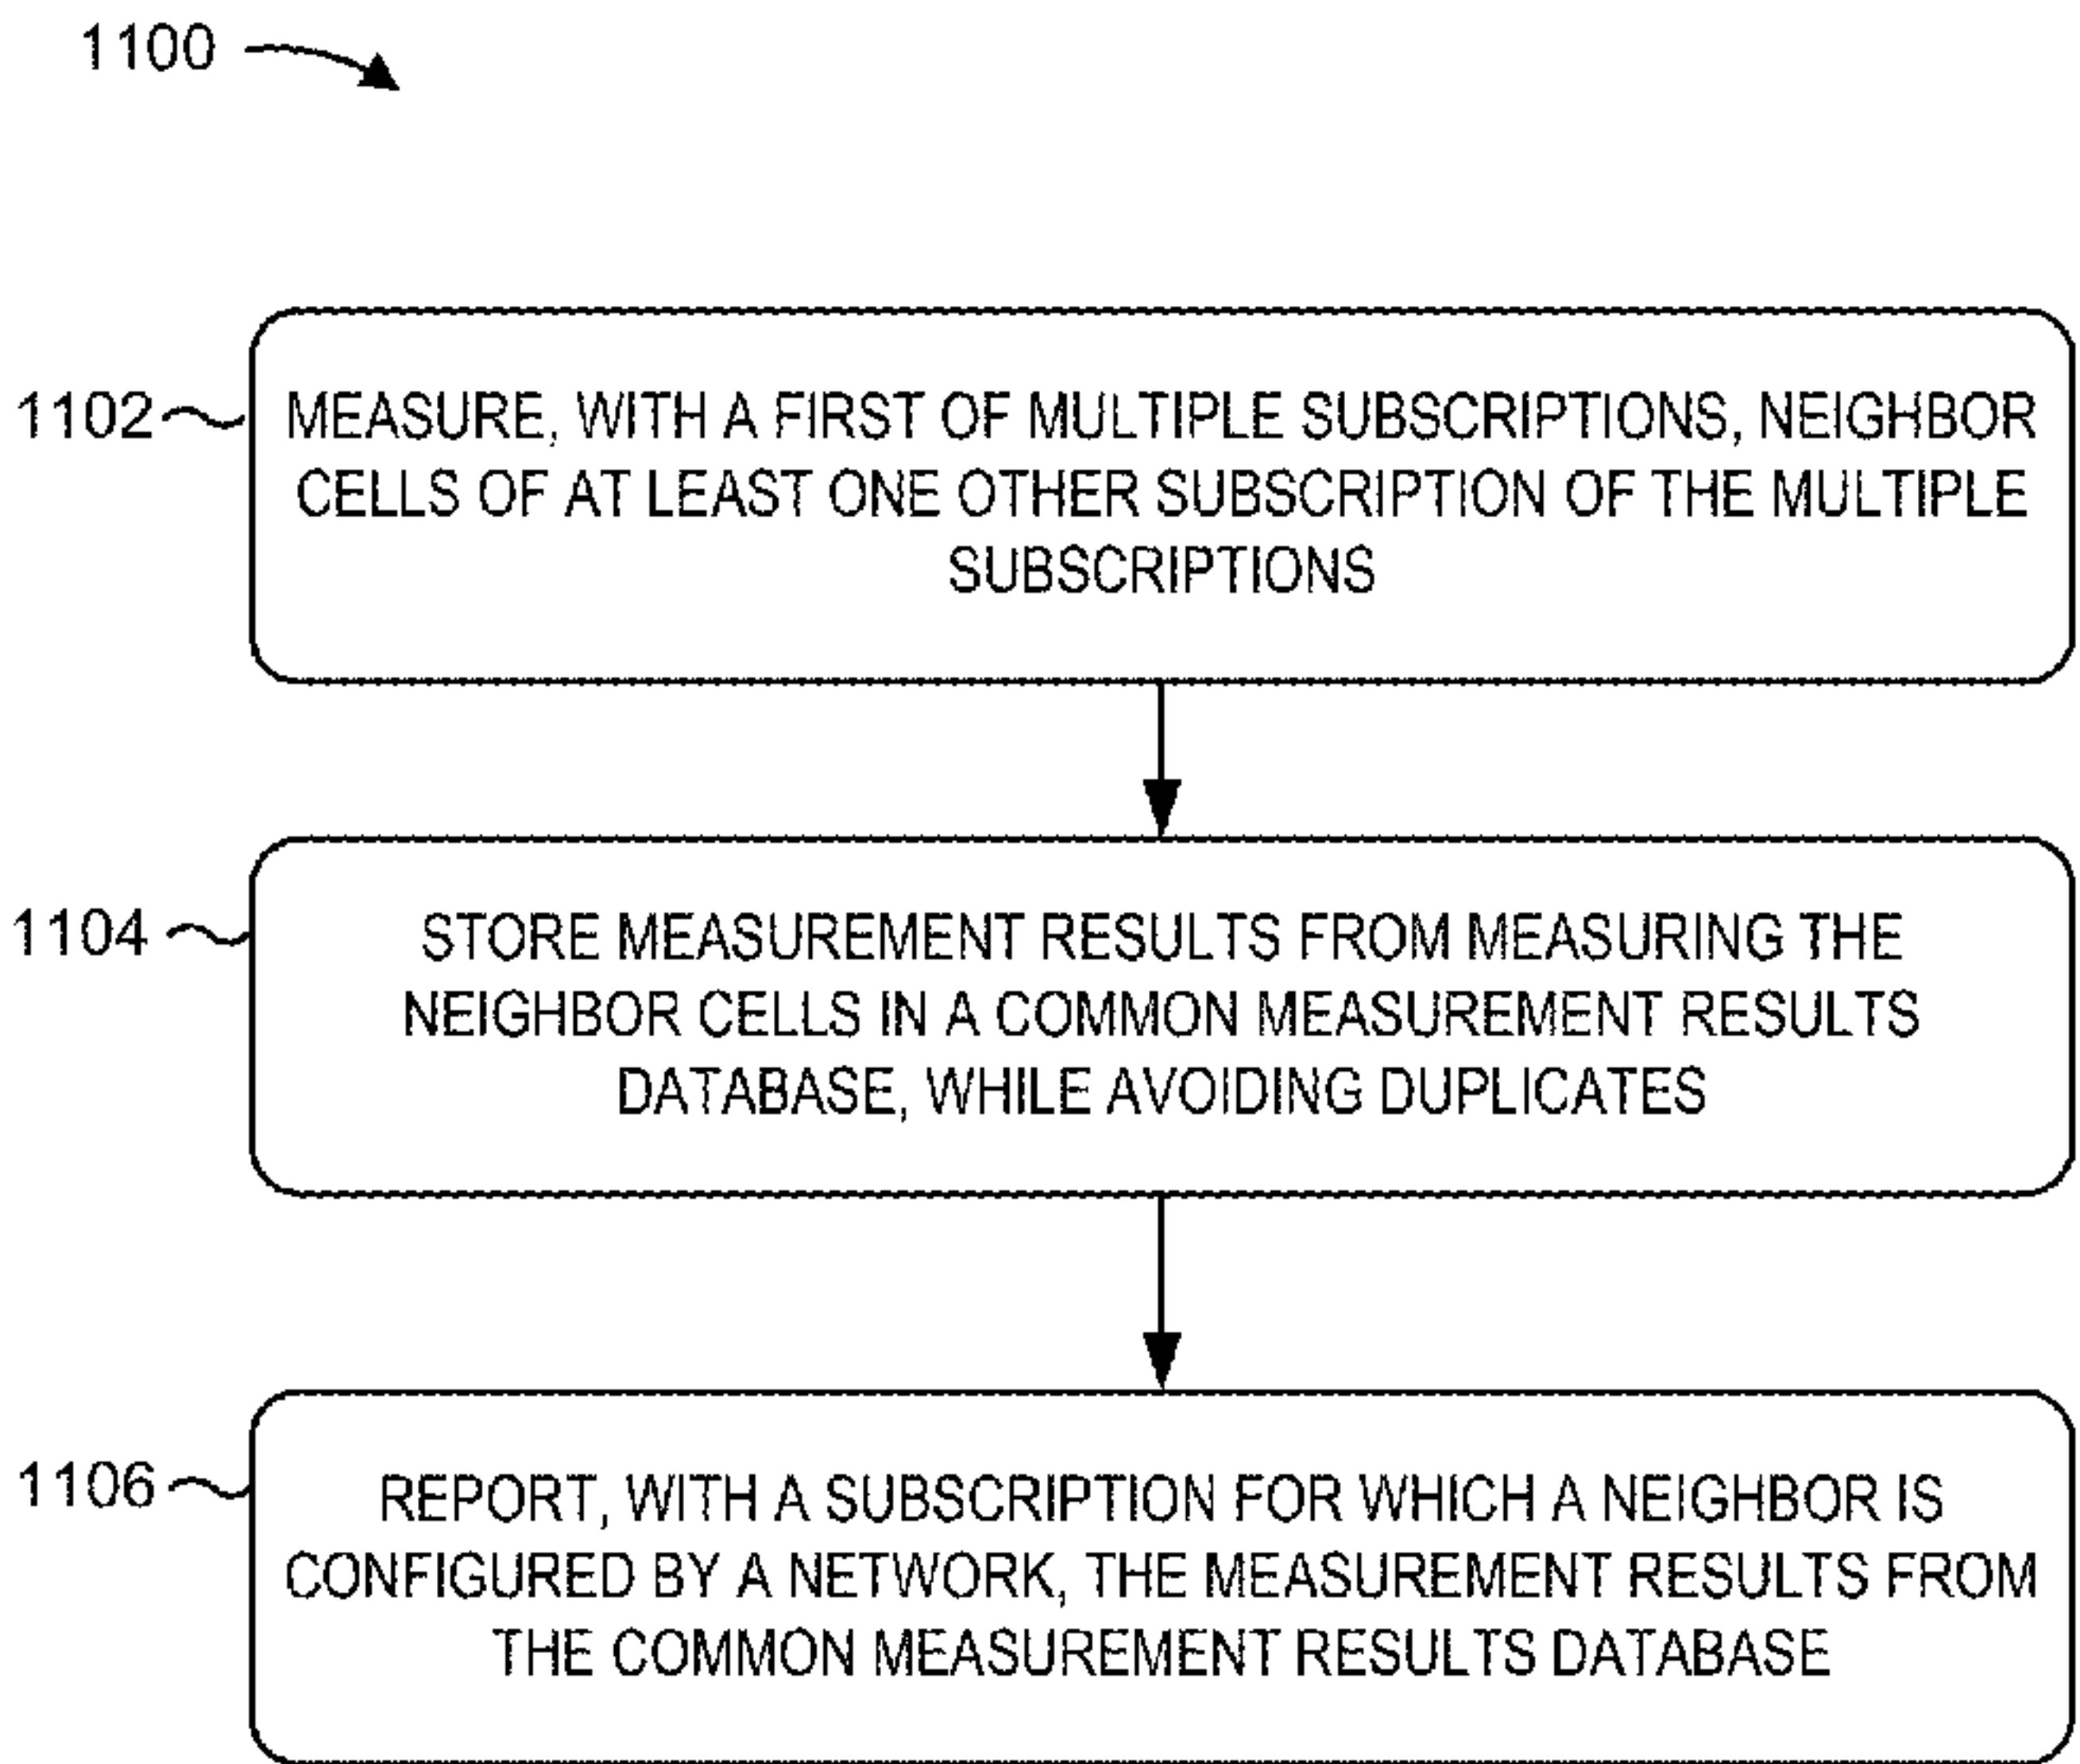 1100
1102
MEASURE, WITH A FIRST OF MULTIPLE SUBSCRIPTIONS, NEIGHBOR
CELLS OF AT LEAST ONE OTHER SUBSCRIPTION OF THE MULTIPLE
SUBSCRIPTIONS
1104
STORE MEASUREMENT RESULTS FROM MEASURING THE
NEIGHBOR CELLS IN A COMMON MEASUREMENT RESULTS
DATABASE, WHILE AVOIDING DUPLICATES
1106
REPORT, WITH A SUBSCRIPTION FOR WHICH A NEIGHBOR IS
CONFIGURED BY A NETWORK, THE MEASUREMENT RESULTS FROM
THE COMMON MEASUREMENT RESULTS DATABASE